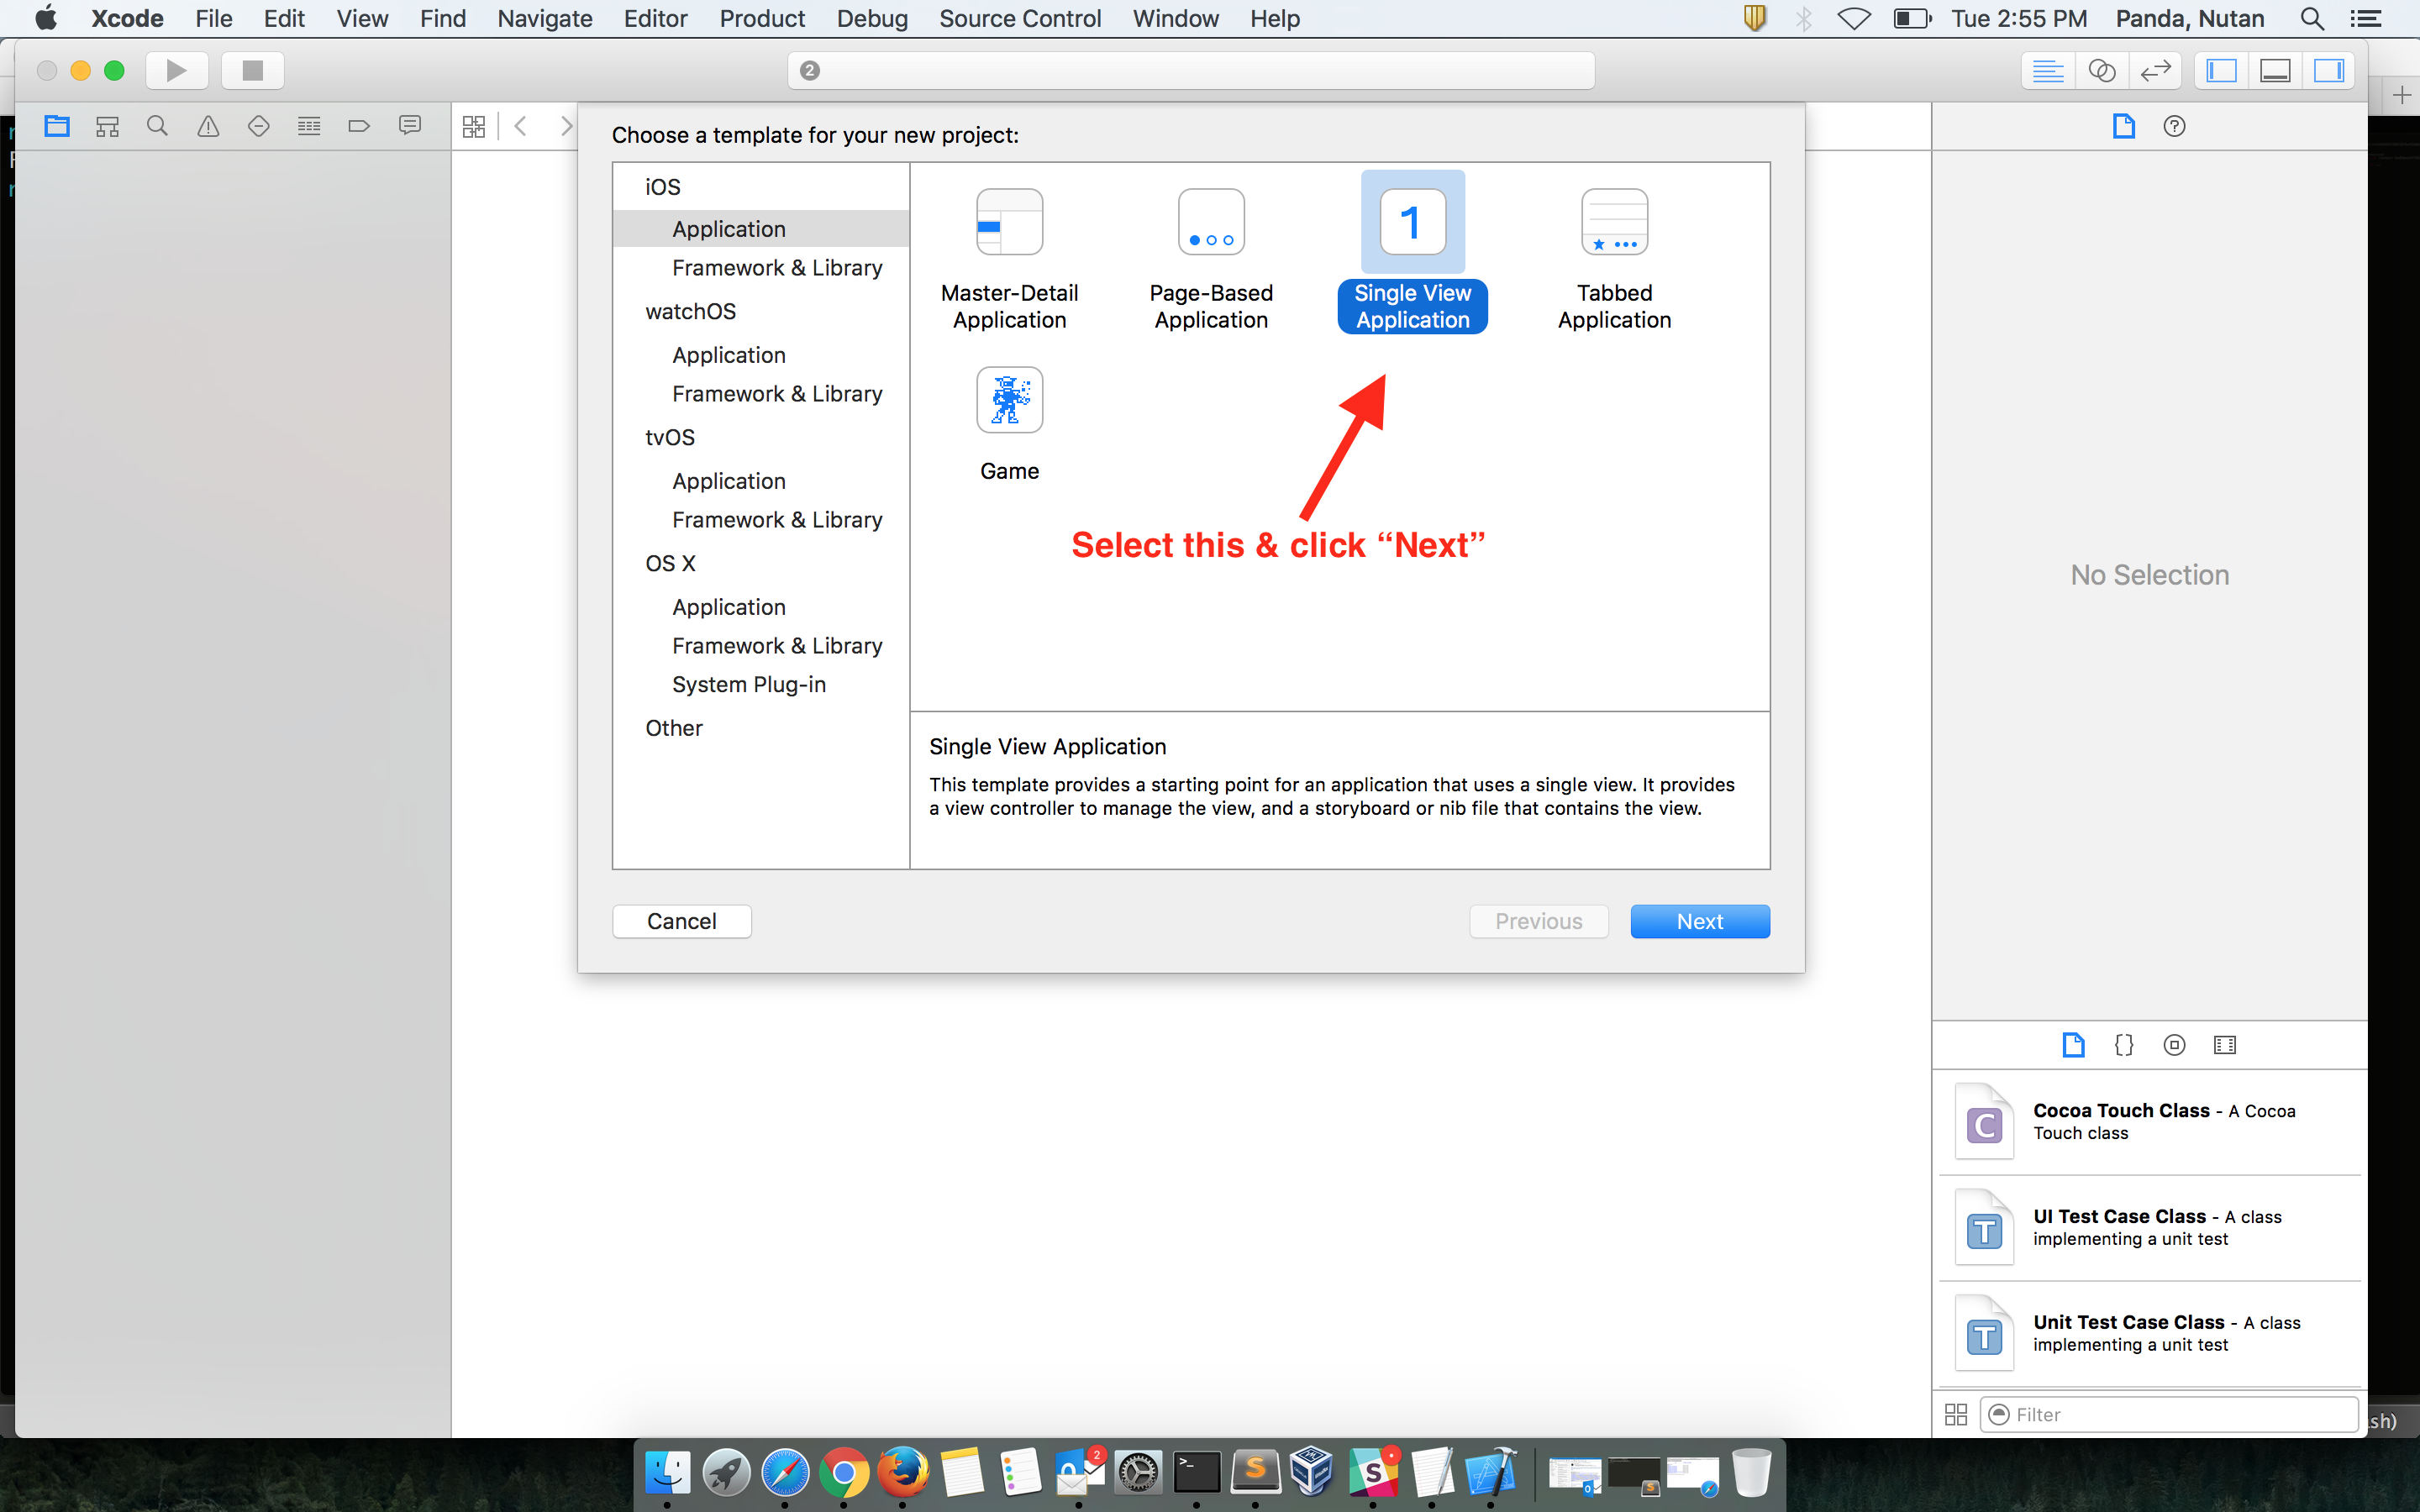 Xcode File Edit View Find Navigate Editor Product Debug Source Control Window Help Tue 2:55 PM Panda, Nutan
2
Choose a template for your new project:
iOS
Application
Framework & Library
watchOS
Application
Framework & Library
tvOS
Application
Framework & Library
OS X
Application
Framework & Library
System Plug-in
Other
1
Master-Detail
Application
Page-Based
Application
Single View
Application
Tabbed
Application
Game
Select this & click “Next”
Single View Application
This template provides a starting point for an application that uses a single view. It provides
a view controller to manage the view, and a storyboard or nib file that contains the view.
Cancel
Previous
Next
No Selection
{}
C
Cocoa Touch Class - A Cocoa
Touch class
T
UI Test Case Class - A class
implementing a unit test
T
Unit Test Case Class - A class
implementing a unit test
Filter
sh)
2